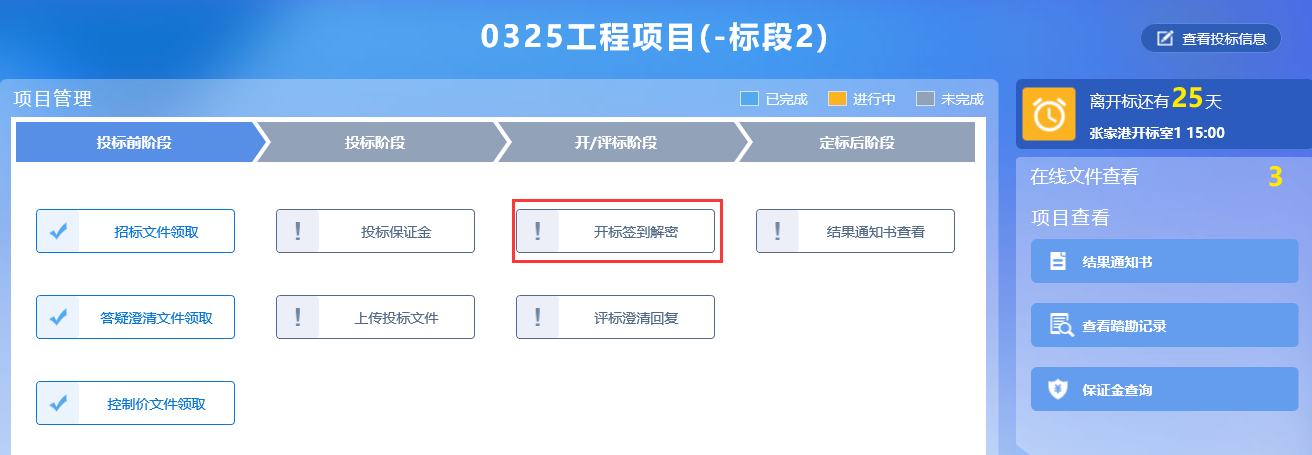 0325工程项目(-标段2)
查看投标信息
项目管理
已完成 进行中 未完成
投标前阶段 投标阶段 开/评标阶段 定标后阶段
招标文件领取 投标保证金 开标签到解密 结果通知书查看
答疑澄清文件领取 上传投标文件 评标澄清回复
控制价文件领取
离开标还有25天
张家港开标室1 15:00
在线文件查看 3
项目查看
结果通知书
查看踏勘记录
保证金查询